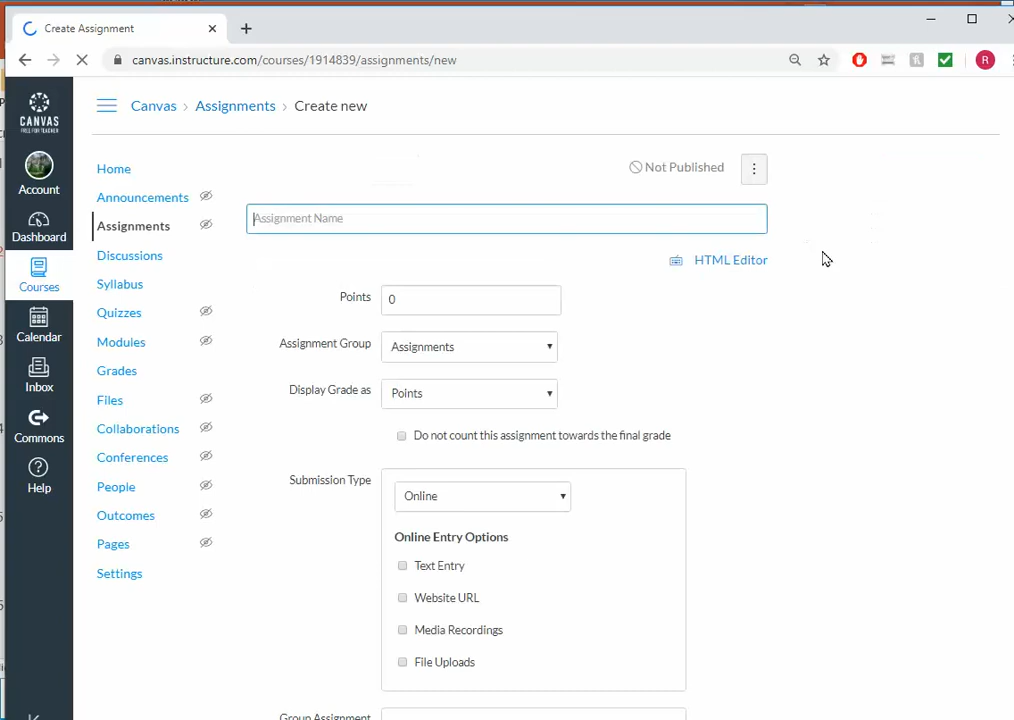 Create Assignment
canvas.instructure.com/courses/1914839/assignments/new
R
CANVAS
FREE FOR TEACHER
Account
Dashboard
Courses
Calendar
Inbox
Commons
Help
Canvas > Assignments > Create new
Home
Announcements
Assignments
Discussions
Syllabus
Quizzes
Modules
Grades
Files
Collaborations
Conferences
People
Outcomes
Pages
Settings
Not Published
Assignment Name
HTML Editor
Points 0
Assignment Group Assignments
Display Grade as Points
Do not count this assignment towards the final grade
Submission Type Online
Online Entry Options
Text Entry
Website URL
Media Recordings
File Uploads
Group Assignment